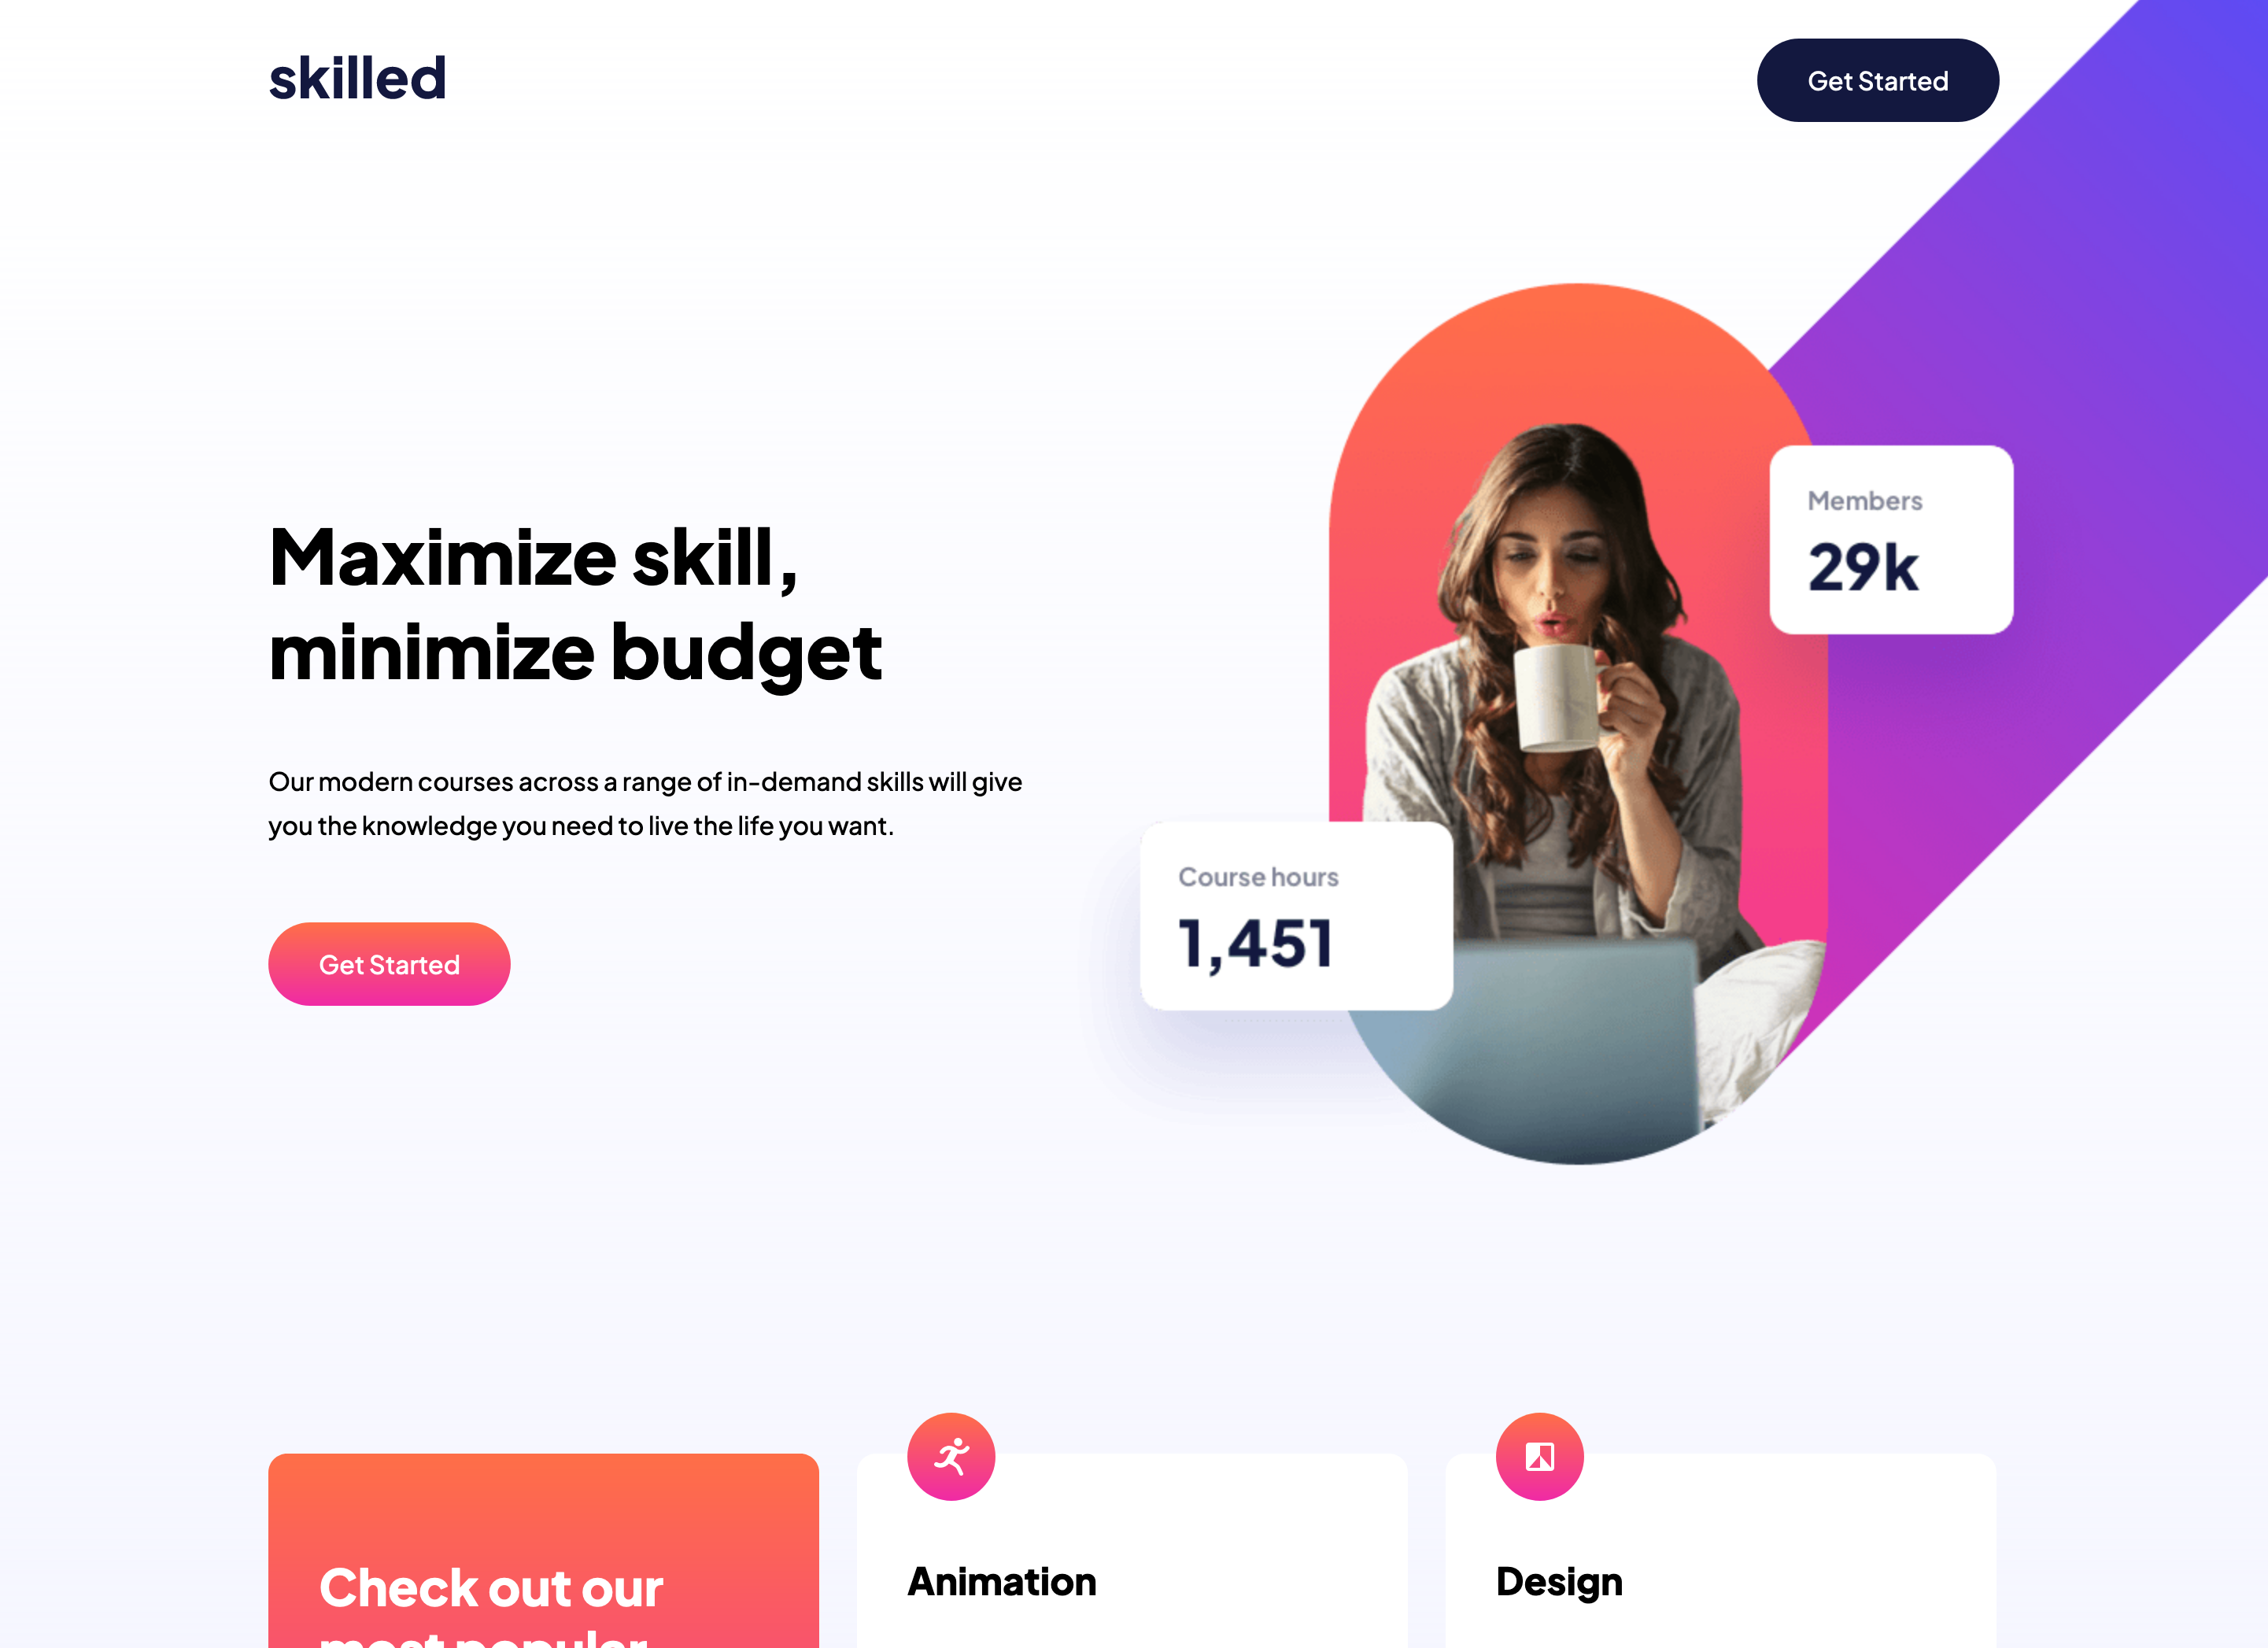 skilled
Get Started
Maximize skill,
minimize budget
Our modern courses across a range of in-demand skills will give
you the knowledge you need to live the life you want.
Get Started
Members
29k
Course hours
1,451
Check out our
most popular
Animation
Design